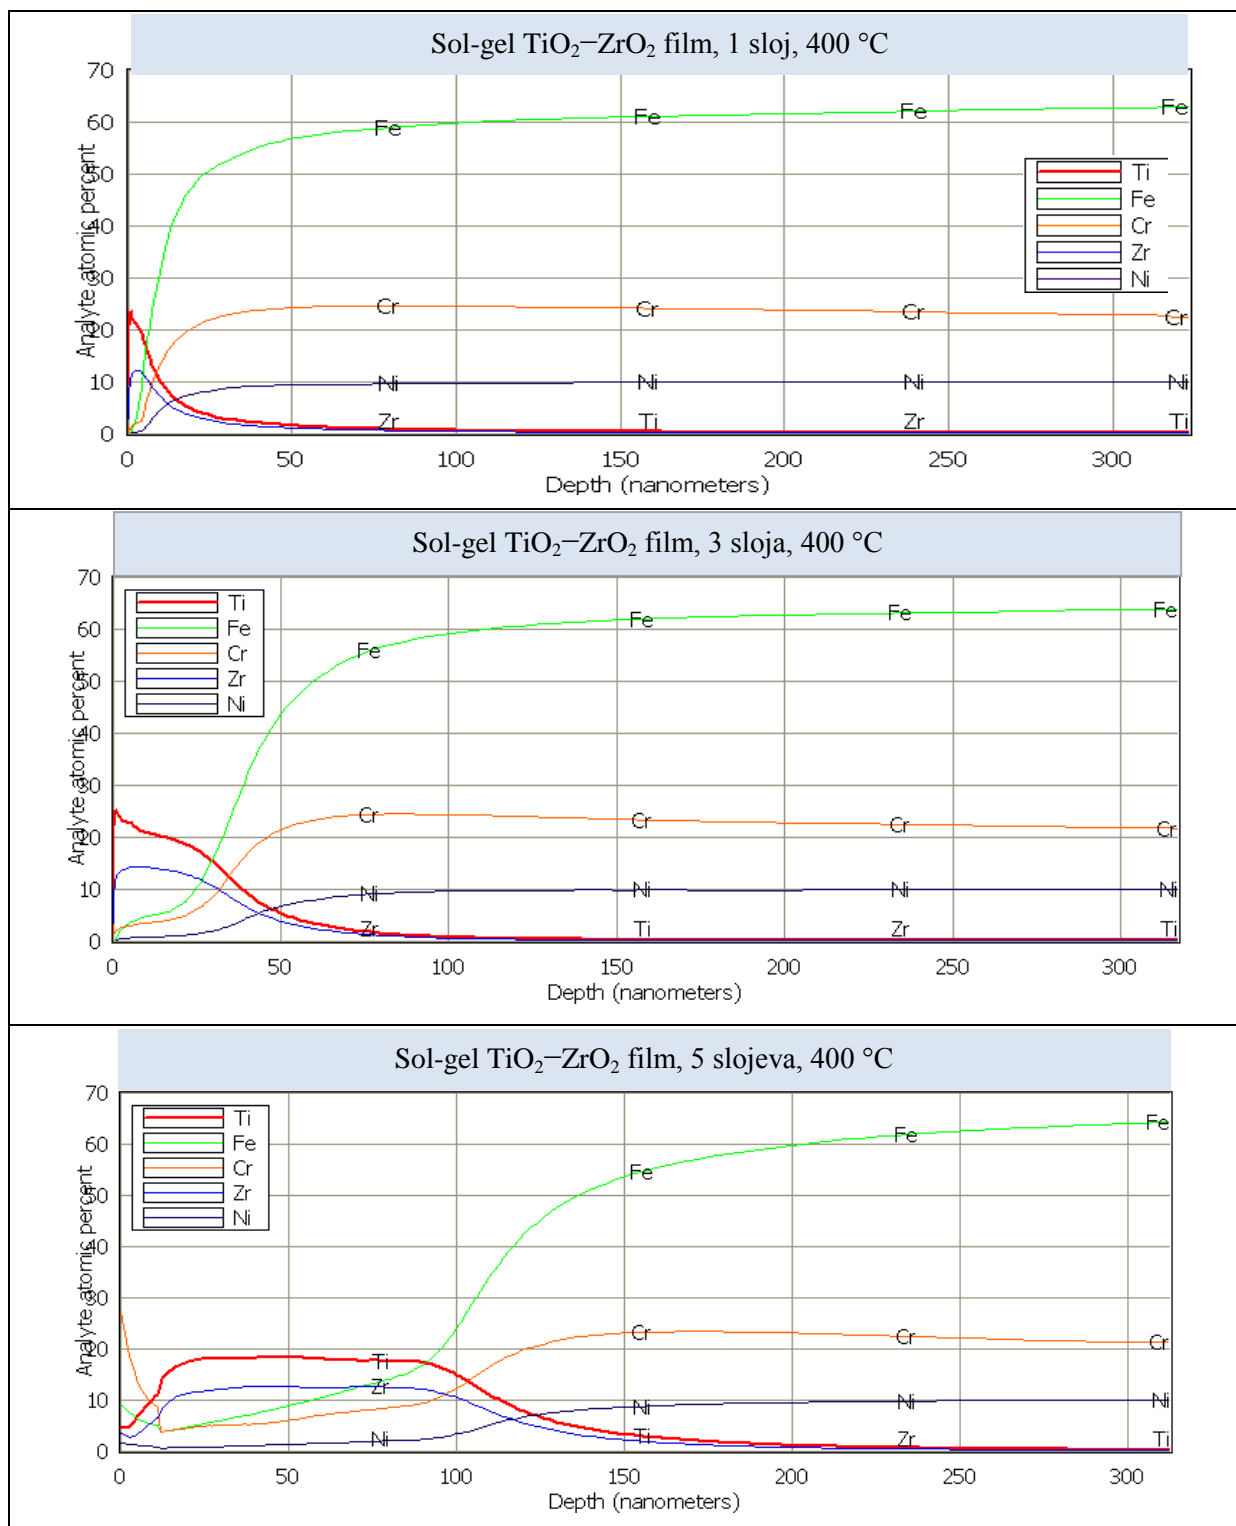 Sol-gel TiO₂−ZrO₂ film, 1 sloj, 400 °C
70
60
50
40
30
20
10
0
Analyte atomic percent
Fe
Fe
Fe
Fe
Ti
Fe
Cr
Zr
Ni
Cr
Cr
Cr
Cr
Ni
Ni
Ni
Ni
Zr
Ti
Zr
Ti
0
50
100
150
200
250
300
Depth (nanometers)
Sol-gel TiO₂−ZrO₂ film, 3 sloja, 400 °C
70
60
50
40
30
20
10
0
Analyte atomic percent
Ti
Fe
Cr
Zr
Ni
Fe
Fe
Fe
Fe
Cr
Cr
Cr
Cr
Ni
Ni
Ni
Ni
Zr
Ti
Zr
Ti
0
50
100
150
200
250
300
Depth (nanometers)
Sol-gel TiO₂−ZrO₂ film, 5 slojeva, 400 °C
70
60
50
40
30
20
10
0
Analyte atomic percent
Ti
Fe
Cr
Zr
Ni
Fe
Fe
Fe
Cr
Cr
Cr
Ti
Zr
Ni
Ni
Ni
Ni
Ti
Zr
Ti
0
50
100
150
200
250
300
Depth (nanometers)